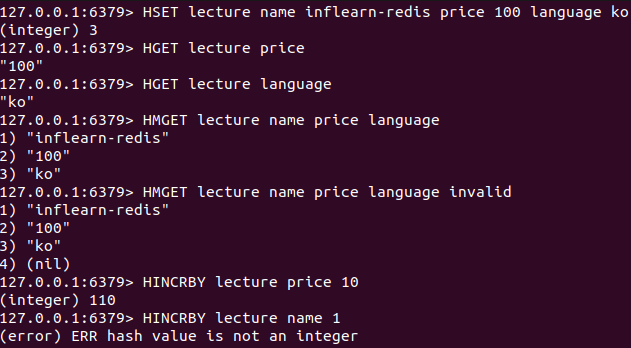 127.0.0.1:6379> HSET lecture name inflearn-redis price 100 language ko
(integer) 3
127.0.0.1:6379> HGET lecture price
"100"
127.0.0.1:6379> HGET lecture language
"ko"
127.0.0.1:6379> HMGET lecture name price language
1) "inflearn-redis"
2) "100"
3) "ko"
127.0.0.1:6379> HMGET lecture name price language invalid
1) "inflearn-redis"
2) "100"
3) "ko"
4) (nil)
127.0.0.1:6379> HINCRBY lecture price 10
(integer) 110
127.0.0.1:6379> HINCRBY lecture name 1
(error) ERR hash value is not an integer